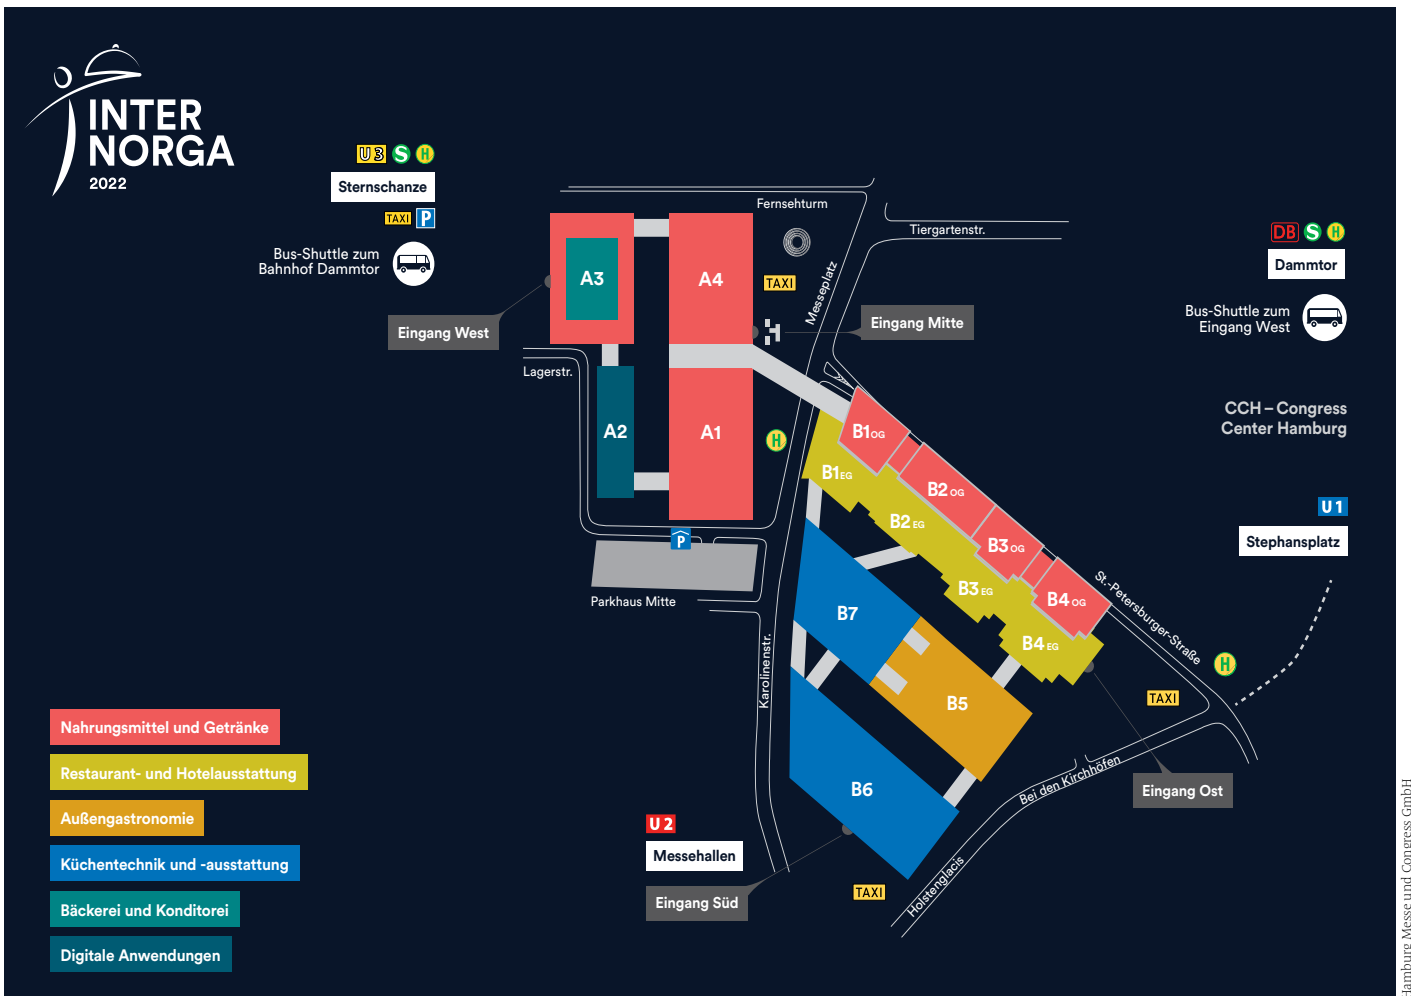 INTER
NORGA
2022
U3 S H
Sternschanze
TAXI P
Bus-Shuttle zum
Bahnhof Dammtor
Fernsehturm
Tiergartenstr.
DB S H
Dammtor
Bus-Shuttle zum
Eingang West
A3
A4
TAXI
Messeplatz
Eingang West
Eingang Mitte
Lagerstr.
CCH – Congress
Center Hamburg
A2
A1
H
B1 OG
B1 EG
B2 OG
B2 EG
B3 OG
B3 EG
B4 OG
B4 EG
U1
Stephansplatz
P
Parkhaus Mitte
St.-Petersburger-Straße
H
B7
Karolinenstr.
B5
TAXI
B6
Bei den Kirchhöfen
Eingang Ost
Nahrungsmittel und Getränke
Restaurant- und Hotelausstattung
Außengastronomie
Küchentechnik und -ausstattung
Bäckerei und Konditorei
Digitale Anwendungen
U2
Messehallen
Eingang Süd
TAXI
Holstenglacis
Hamburg Messe und Congress GmbH